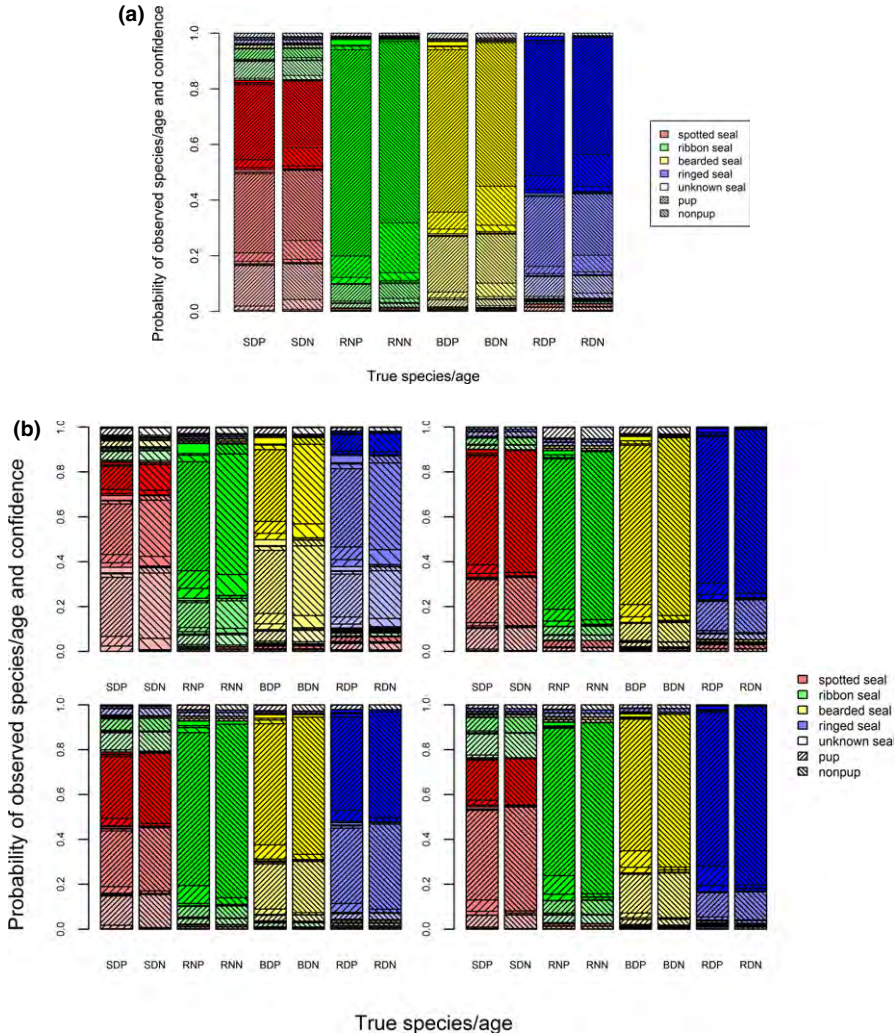 (a)
Probability of observed species/age and confidence
1.0
0.8
0.6
0.4
0.2
0.0
SDP SDN RNP RNN BDP BDN RDP RDN
True species/age
spotted seal
ribbon seal
bearded seal
ringed seal
unknown seal
pup
nonpup
(b)
Probability of observed species/age and confidence
1.0
0.8
0.6
0.4
0.2
0.0
SDP SDN RNP RNN BDP BDN RDP RDN
1.0
0.8
0.6
0.4
0.2
0.0
SDP SDN RNP RNN BDP BDN RDP RDN
1.0
0.8
0.6
0.4
0.2
0.0
SDP SDN RNP RNN BDP BDN RDP RDN
1.0
0.8
0.6
0.4
0.2
0.0
SDP SDN RNP RNN BDP BDN RDP RDN
spotted seal
ribbon seal
bearded seal
ringed seal
unknown seal
pup
nonpup
True species/age